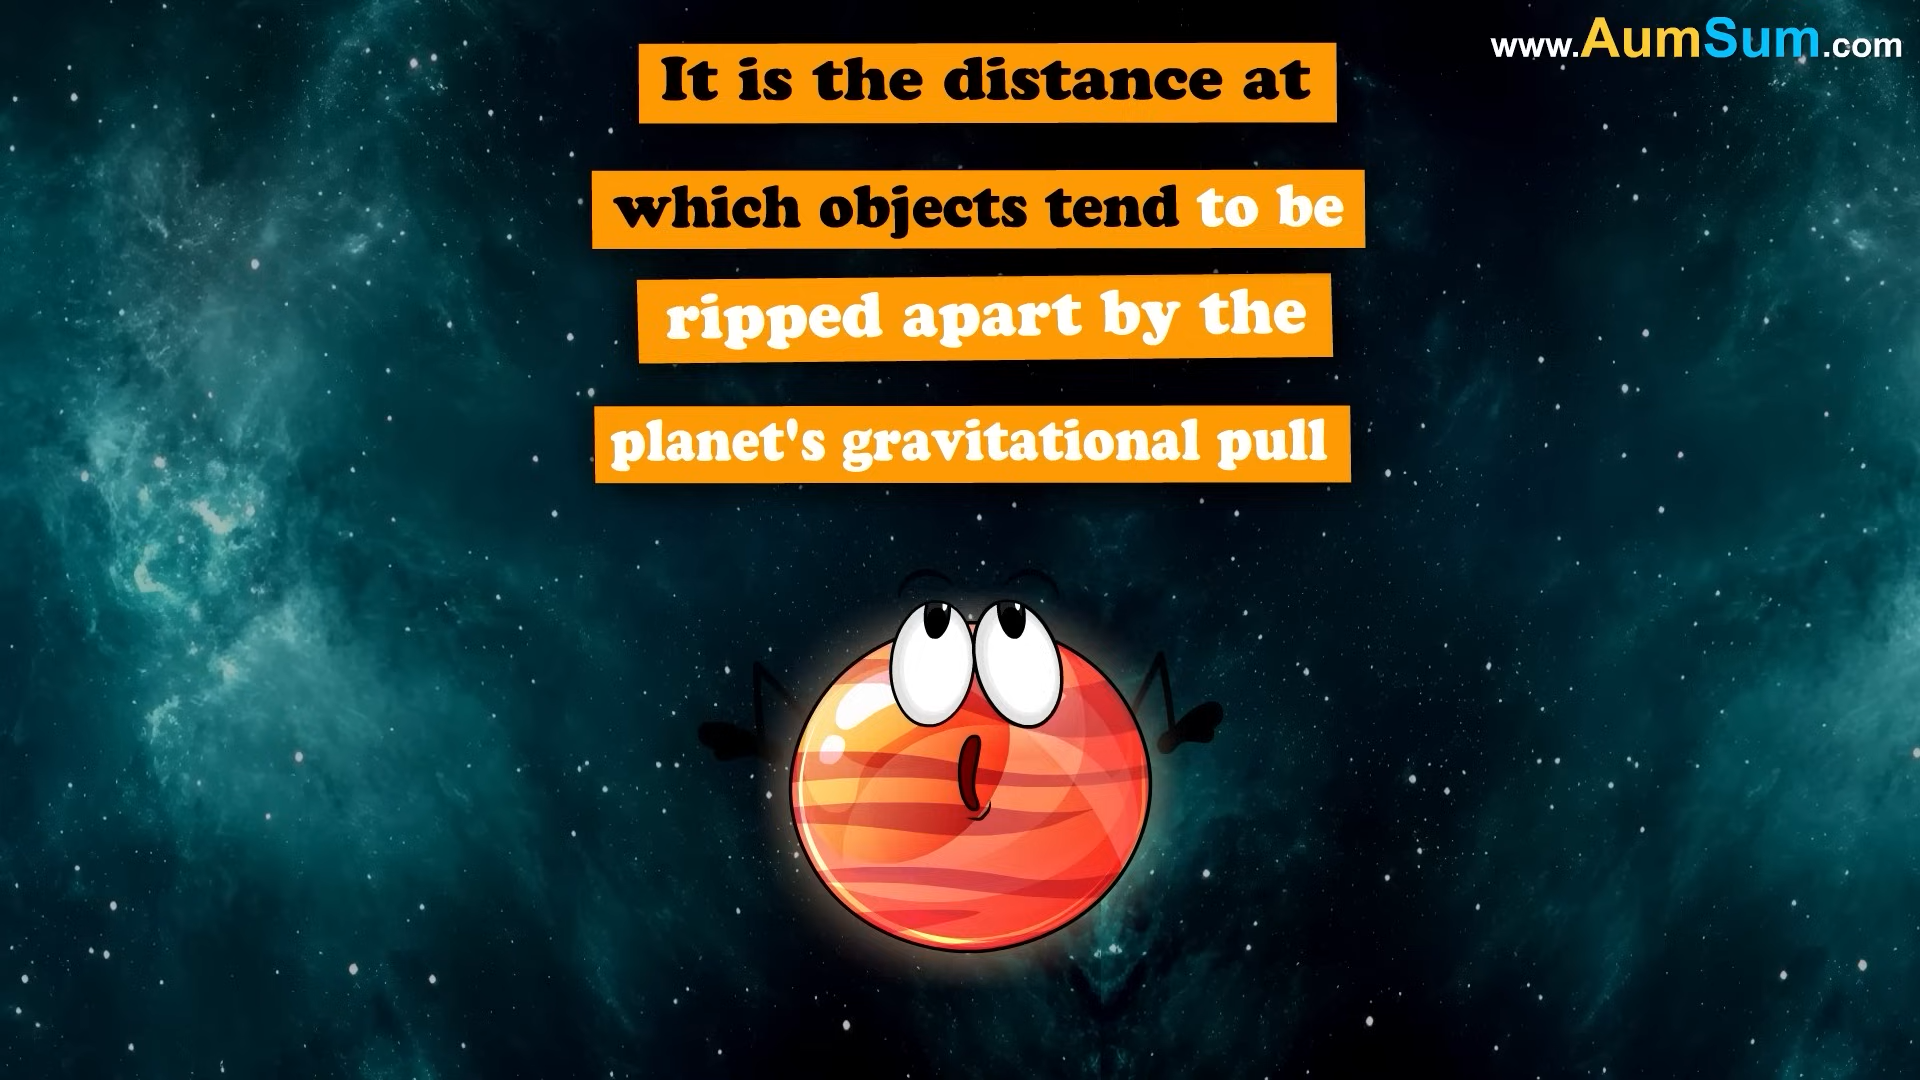 www.AumSum.com
It is the distance at
which objects tend to be
ripped apart by the
planet's gravitational pull